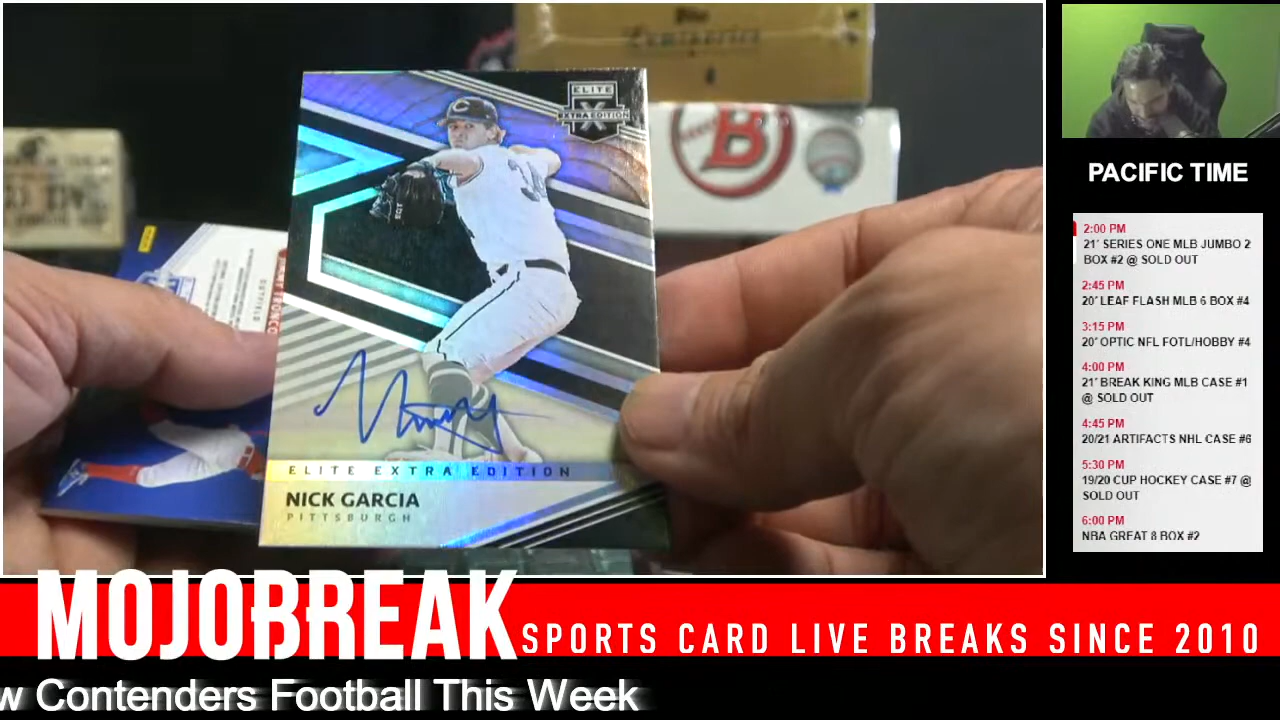 ELITE
X
EXTRA EDITION
C
34
ELITE EXTRA EDITION
NICK GARCIA
PITTSBURGH
B
PACIFIC TIME
2:00 PM
21' SERIES ONE MLB JUMBO 2
BOX #2 @ SOLD OUT
2:45 PM
20' LEAF FLASH MLB 6 BOX #4
3:15 PM
20' OPTIC NFL FOTL/HOBBY #4
4:00 PM
21' BREAK KING MLB CASE #1
@ SOLD OUT
4:45 PM
20/21 ARTIFACTS NHL CASE #6
5:30 PM
19/20 CUP HOCKEY CASE #7 @
SOLD OUT
6:00 PM
NBA GREAT 8 BOX #2
MOJOBREAK
SPORTS CARD LIVE BREAKS SINCE 2010
w Contenders Football This Week